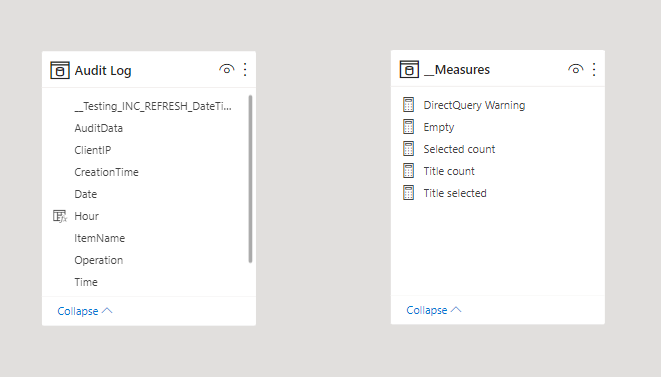 Audit Log
__Testing_INC_REFRESH_DateTi...
AuditData
ClientIP
CreationTime
Date
Hour
ItemName
Operation
Time
Collapse
__Measures
DirectQuery Warning
Empty
Selected count
Title count
Title selected
Collapse